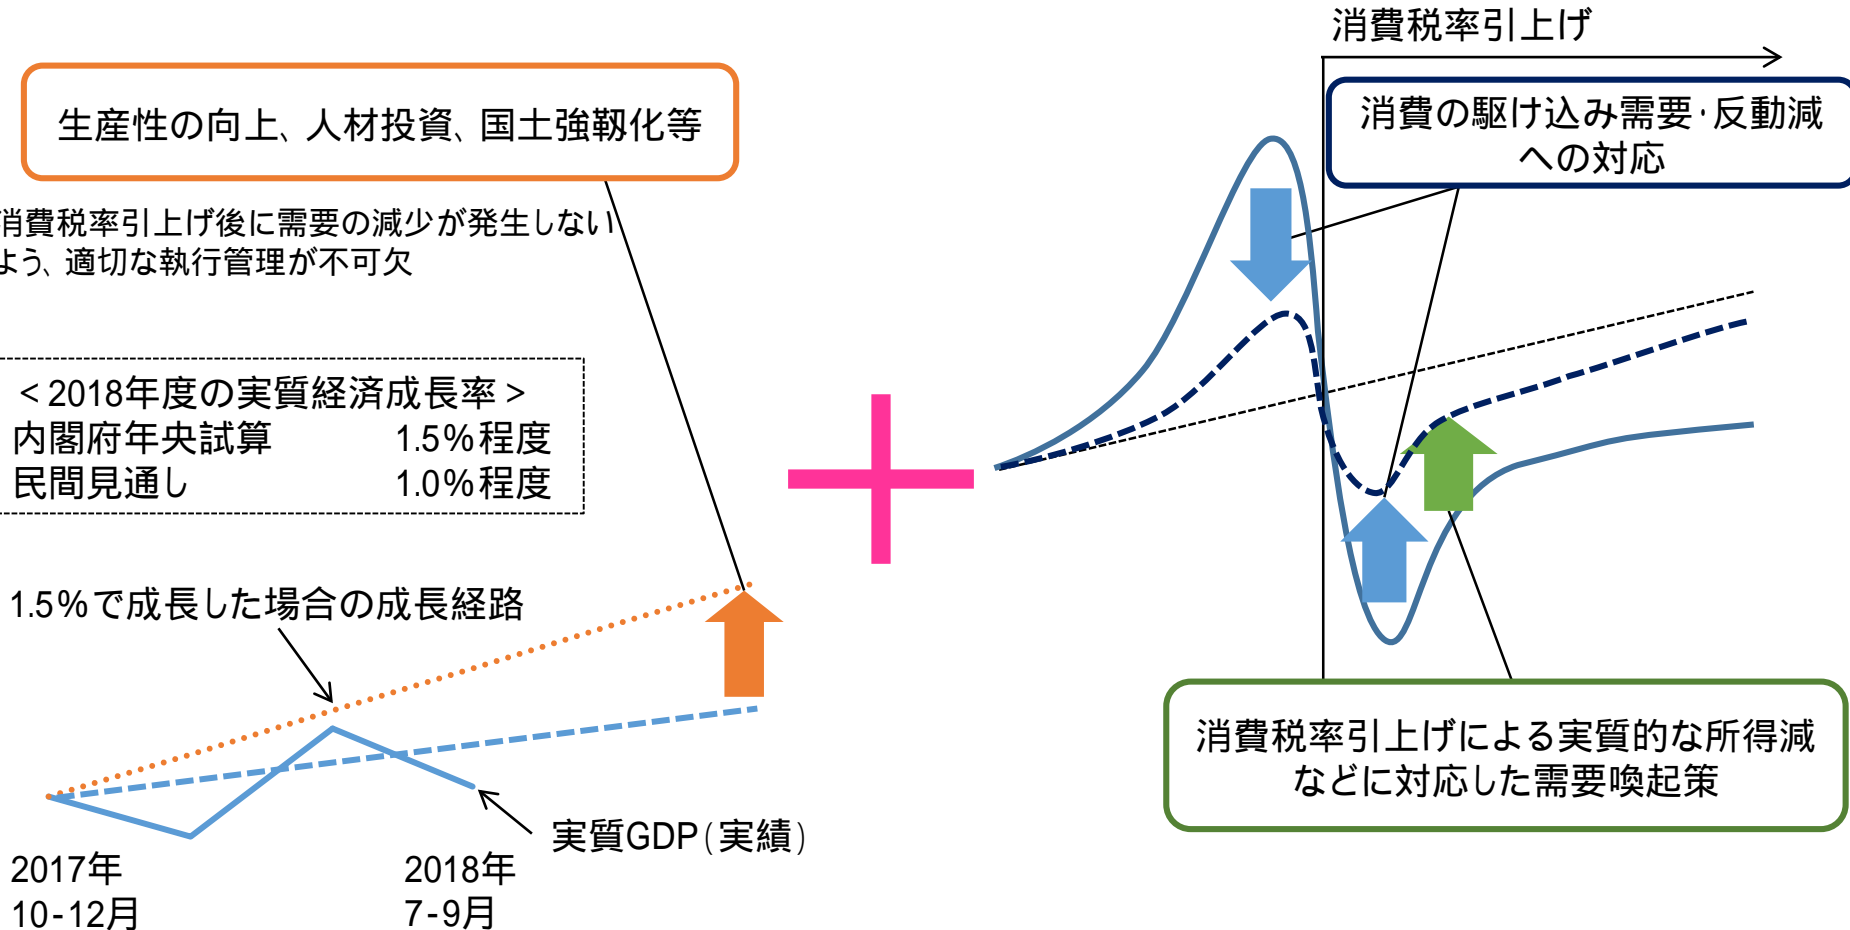 消費税率引上げ
生産性の向上、人材投資、国土強靱化等
消費の駆け込み需要・反動減
への対応
消費税率引上げ後に需要の減少が発生しない
よう、適切な執行管理が不可欠
＜2018年度の実質経済成長率＞
内閣府年央試算 1.5％程度
民間見通し 1.0％程度
1.5％で成長した場合の成長経路
消費税率引上げによる実質的な所得減
などに対応した需要喚起策
実質GDP（実績）
2017年
10-12月
2018年
7-9月